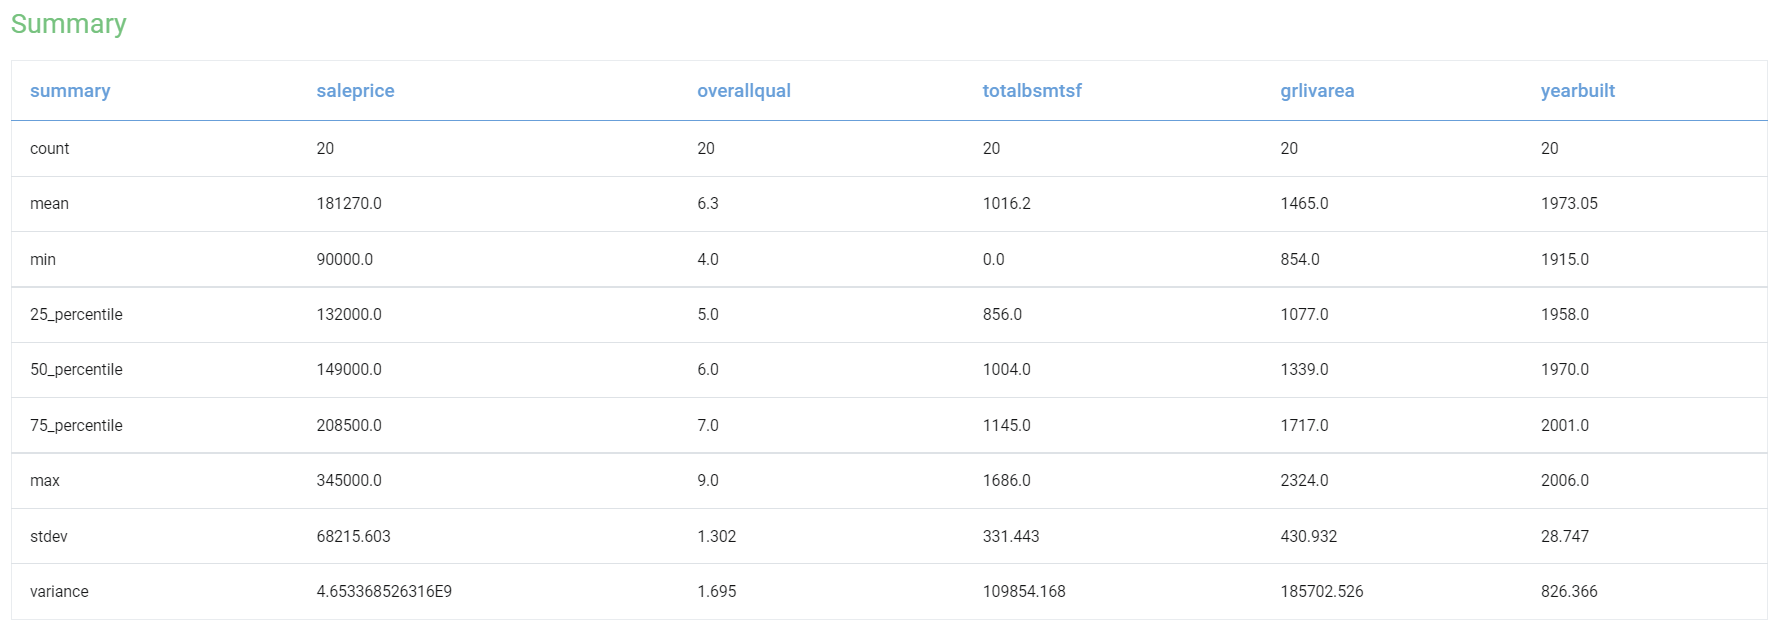 Summary
summary saleprice overallqual totalbsmtsf grlivarea yearbuilt
count 20 20 20 20 20
mean 181270.0 6.3 1016.2 1465.0 1973.05
min 90000.0 4.0 0.0 854.0 1915.0
25_percentile 132000.0 5.0 856.0 1077.0 1958.0
50_percentile 149000.0 6.0 1004.0 1339.0 1970.0
75_percentile 208500.0 7.0 1145.0 1717.0 2001.0
max 345000.0 9.0 1686.0 2324.0 2006.0
stdev 68215.603 1.302 331.443 430.932 28.747
variance 4.653368526316E9 1.695 109854.168 185702.526 826.366